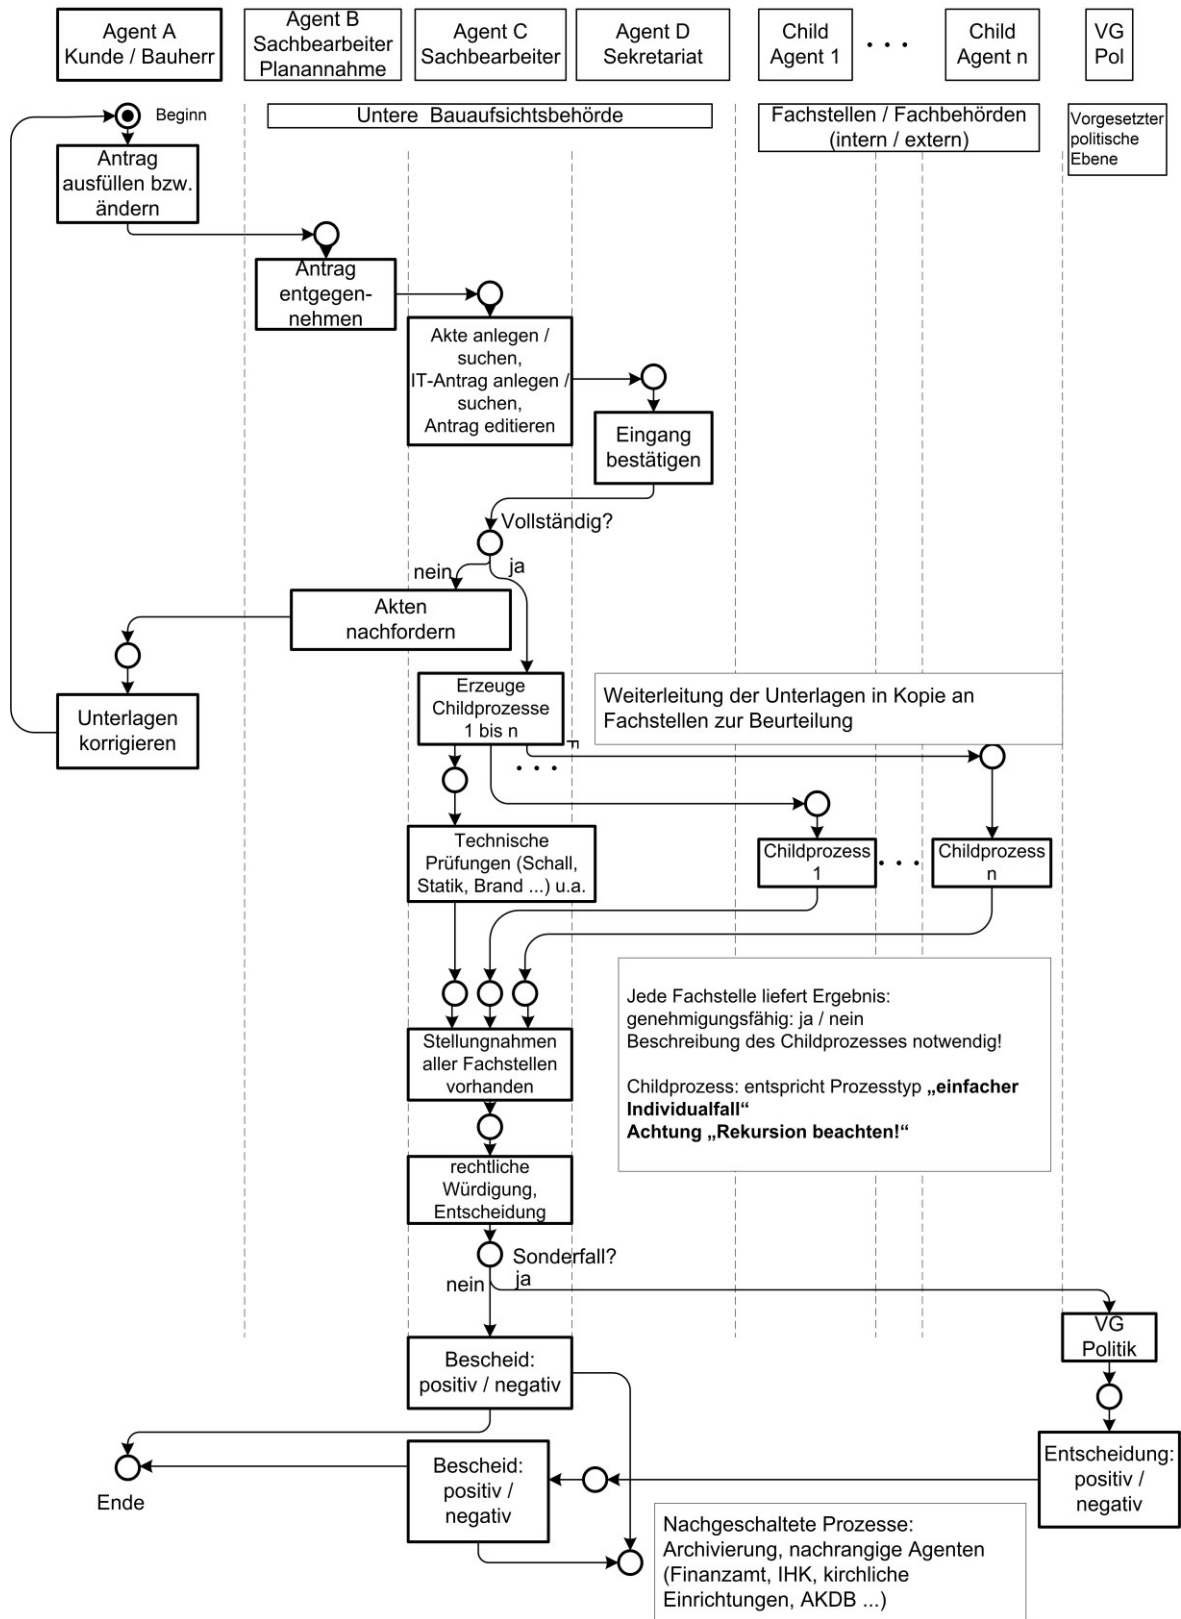 Agent A
Kunde / Bauherr
Agent B
Sachbearbeiter
Planannahme
Agent C
Sachbearbeiter
Agent D
Sekretariat
Child
Agent 1
. . .
Child
Agent n
VG
Pol
Beginn
Untere Bauaufsichtsbehörde
Fachstellen / Fachbehörden
(intern / extern)
Vorgesetzter
politische
Ebene
Antrag
ausfüllen bzw.
ändern
Antrag
entgegen-
nehmen
Akte anlegen /
suchen,
IT-Antrag anlegen /
suchen,
Antrag editieren
Eingang
bestätigen
Vollständig?
nein
ja
Akten
nachfordern
Unterlagen
korrigieren
Erzeuge
Childprozesse
1 bis n
Weiterleitung der Unterlagen in Kopie an
Fachstellen zur Beurteilung
. . .
Technische
Prüfungen (Schall,
Statik, Brand ...) u.a.
Childprozess
1
. . .
Childprozess
n
Jede Fachstelle liefert Ergebnis:
genehmigungsfähig: ja / nein
Beschreibung des Childprozesses notwendig!
Childprozess: entspricht Prozesstyp „einfacher
Individualfall“
Achtung „Rekursion beachten!“
Stellungnahmen
aller Fachstellen
vorhanden
rechtliche
Würdigung,
Entscheidung
Sonderfall?
nein
ja
VG
Politik
Bescheid:
positiv / negativ
Bescheid:
positiv /
negativ
Entscheidung:
positiv /
negativ
Ende
Nachgeschaltete Prozesse:
Archivierung, nachrangige Agenten
(Finanzamt, IHK, kirchliche
Einrichtungen, AKDB ...)